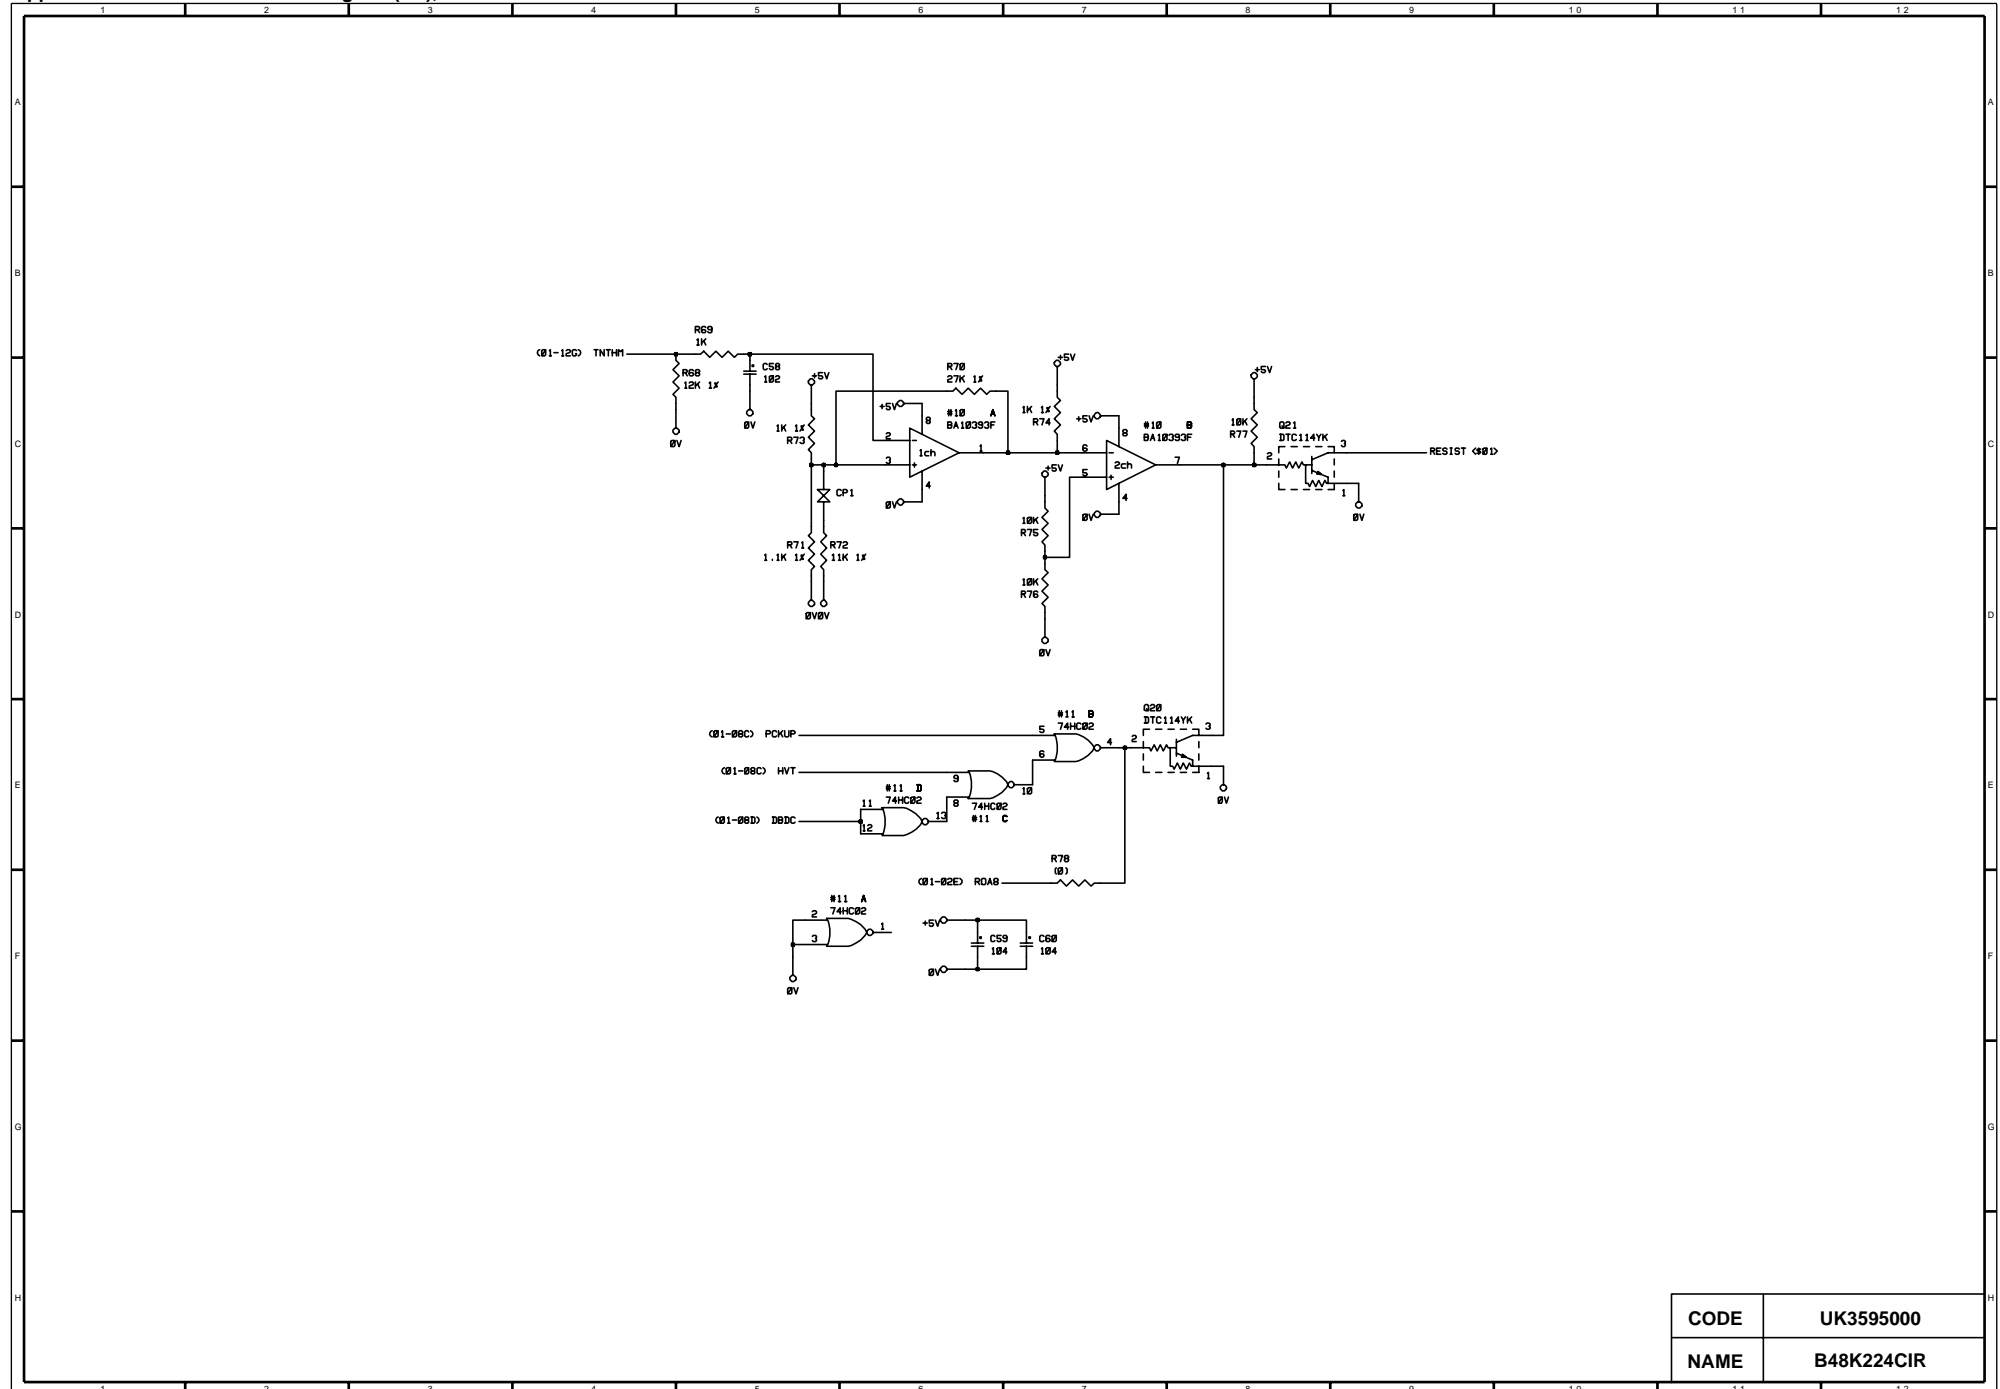 1 2 3 4 5 6 7 8 9 10 11 12
A A
B B
R69
1K
(01-12G) TNTHM
R68
12K 1%
C58
102
0V
0V
+5V
1K 1%
R73
R70
27K 1%
+5V
#10 A
BA10393F
8
2
3
1ch
1
4
0V
CP1
R71
1.1K 1%
R72
11K 1%
0V0V
+5V
1K 1%
R74
+5V
#10 B
BA10393F
8
6
5
2ch
7
4
0V
+5V
10K
R75
10K
R76
0V
+5V
10K
R77
Q21
DTC114YK
2
3
1
0V
RESIST <$01>
C C
D D
(01-08C) PCKUP
#11 B
74HC02
5
6
4
Q20
DTC114YK
2
3
1
0V
(01-08C) HVT
9
8
10
74HC02
#11 C
#11 D
74HC02
11
12
13
(01-08D) DBDC
E E
R78
(0)
(01-02E) ROA8
#11 A
74HC02
2
3
1
0V
+5V
C59
104
C60
104
0V
F F
G G
H H
CODE UK3595000
NAME B48K224CIR